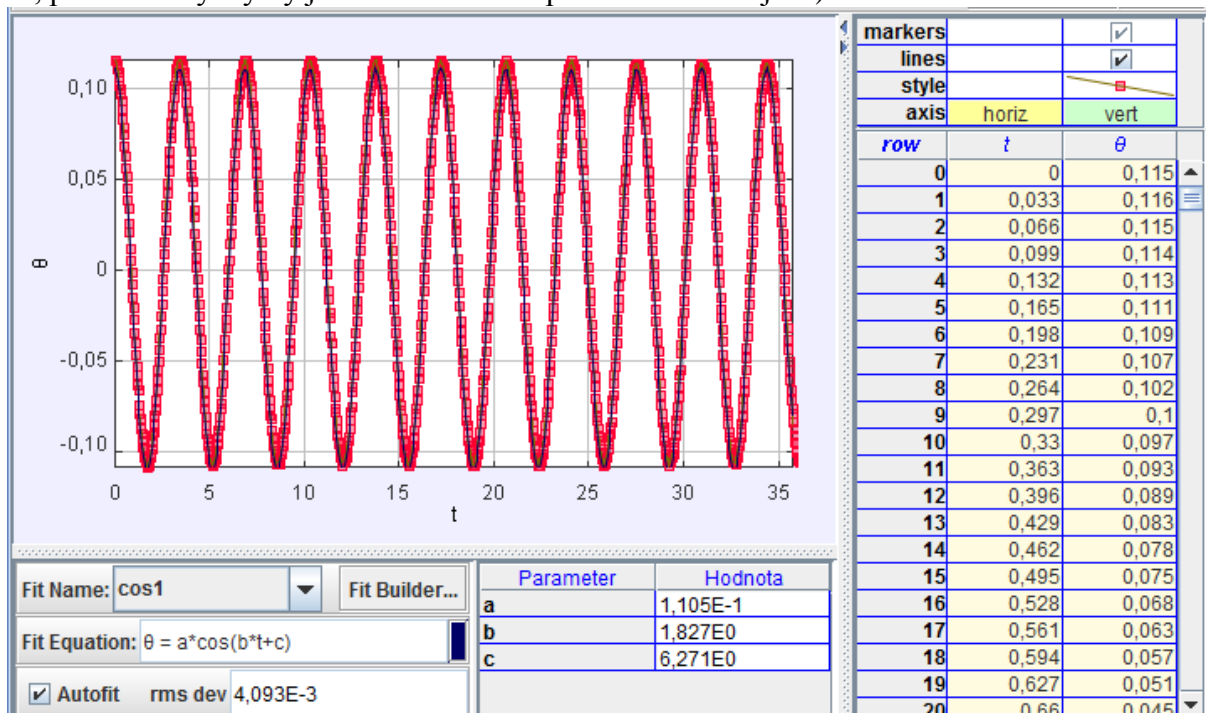 markers
lines
style
axis horiz vert
row t θ
0 0 0,115
1 0,033 0,116
2 0,066 0,115
3 0,099 0,114
4 0,132 0,113
5 0,165 0,111
6 0,198 0,109
7 0,231 0,107
8 0,264 0,102
9 0,297 0,1
10 0,33 0,097
11 0,363 0,093
12 0,396 0,089
13 0,429 0,083
14 0,462 0,078
15 0,495 0,075
16 0,528 0,068
17 0,561 0,063
18 0,594 0,057
19 0,627 0,051
20 0,66 0,045
0,10
0,05
θ 0
-0,05
-0,10
0 5 10 15 20 25 30 35
t
Fit Name: cos1 Fit Builder...
Fit Equation: θ = a*cos(b*t+c)
Autofit rms dev 4,093E-3
Parameter Hodnota
a 1,105E-1
b 1,827E0
c 6,271E0